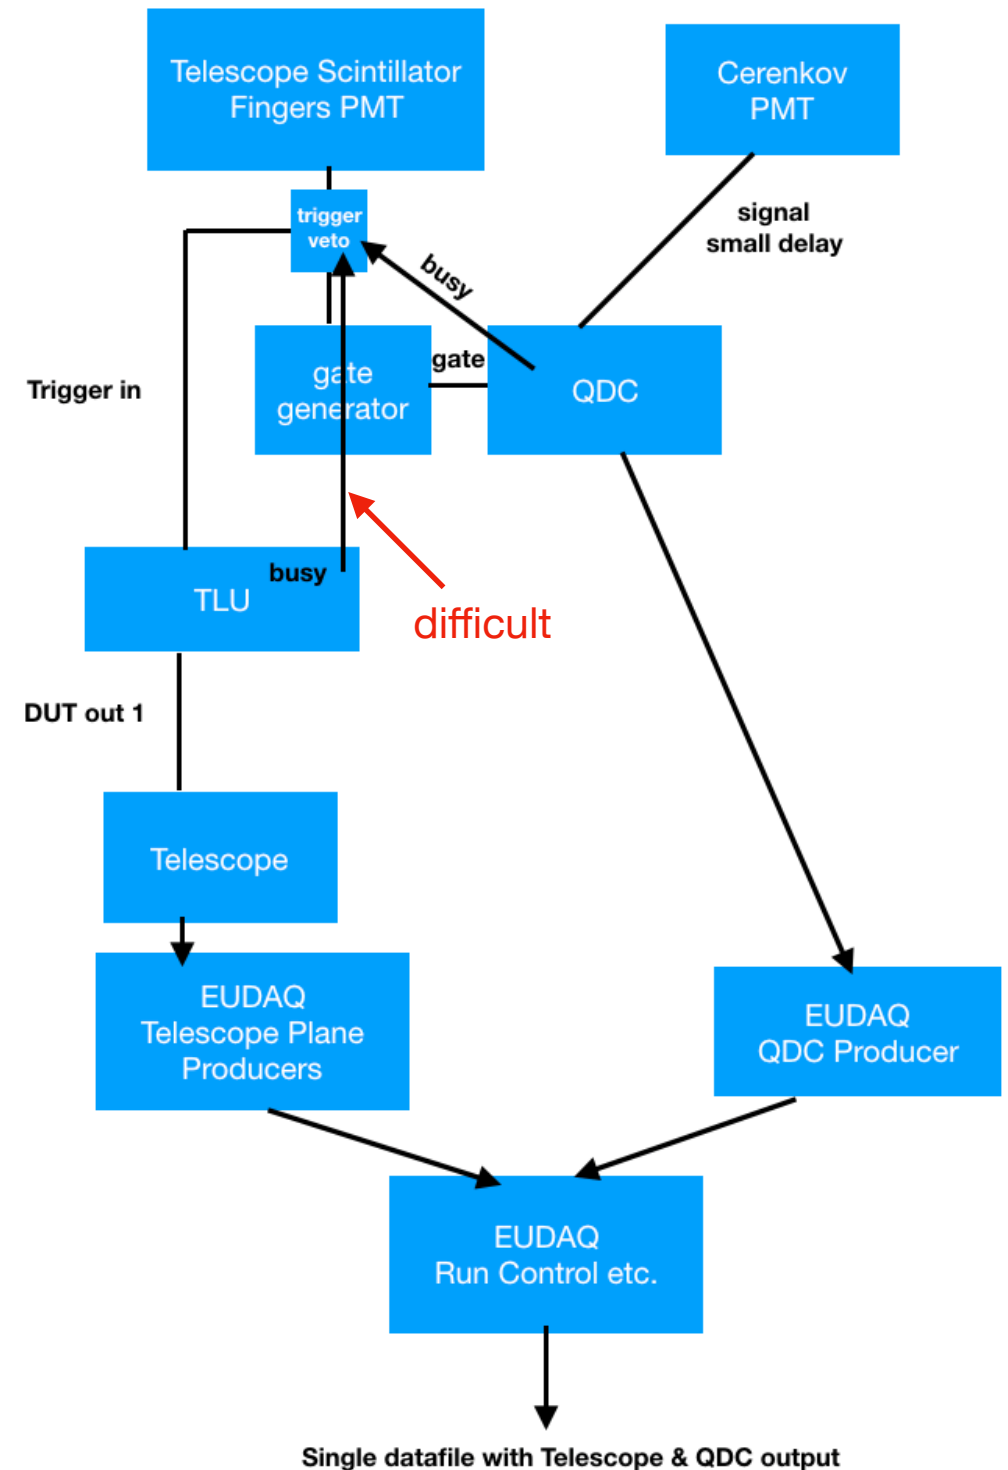 Telescope Scintillator
Fingers PMT
Cerenkov
PMT
trigger
veto
signal
small delay
busy
gate
generator
gate
QDC
Trigger in
busy
TLU
difficult
DUT out 1
Telescope
EUDAQ
Telescope Plane
Producers
EUDAQ
QDC Producer
EUDAQ
Run Control etc.
Single datafile with Telescope & QDC output